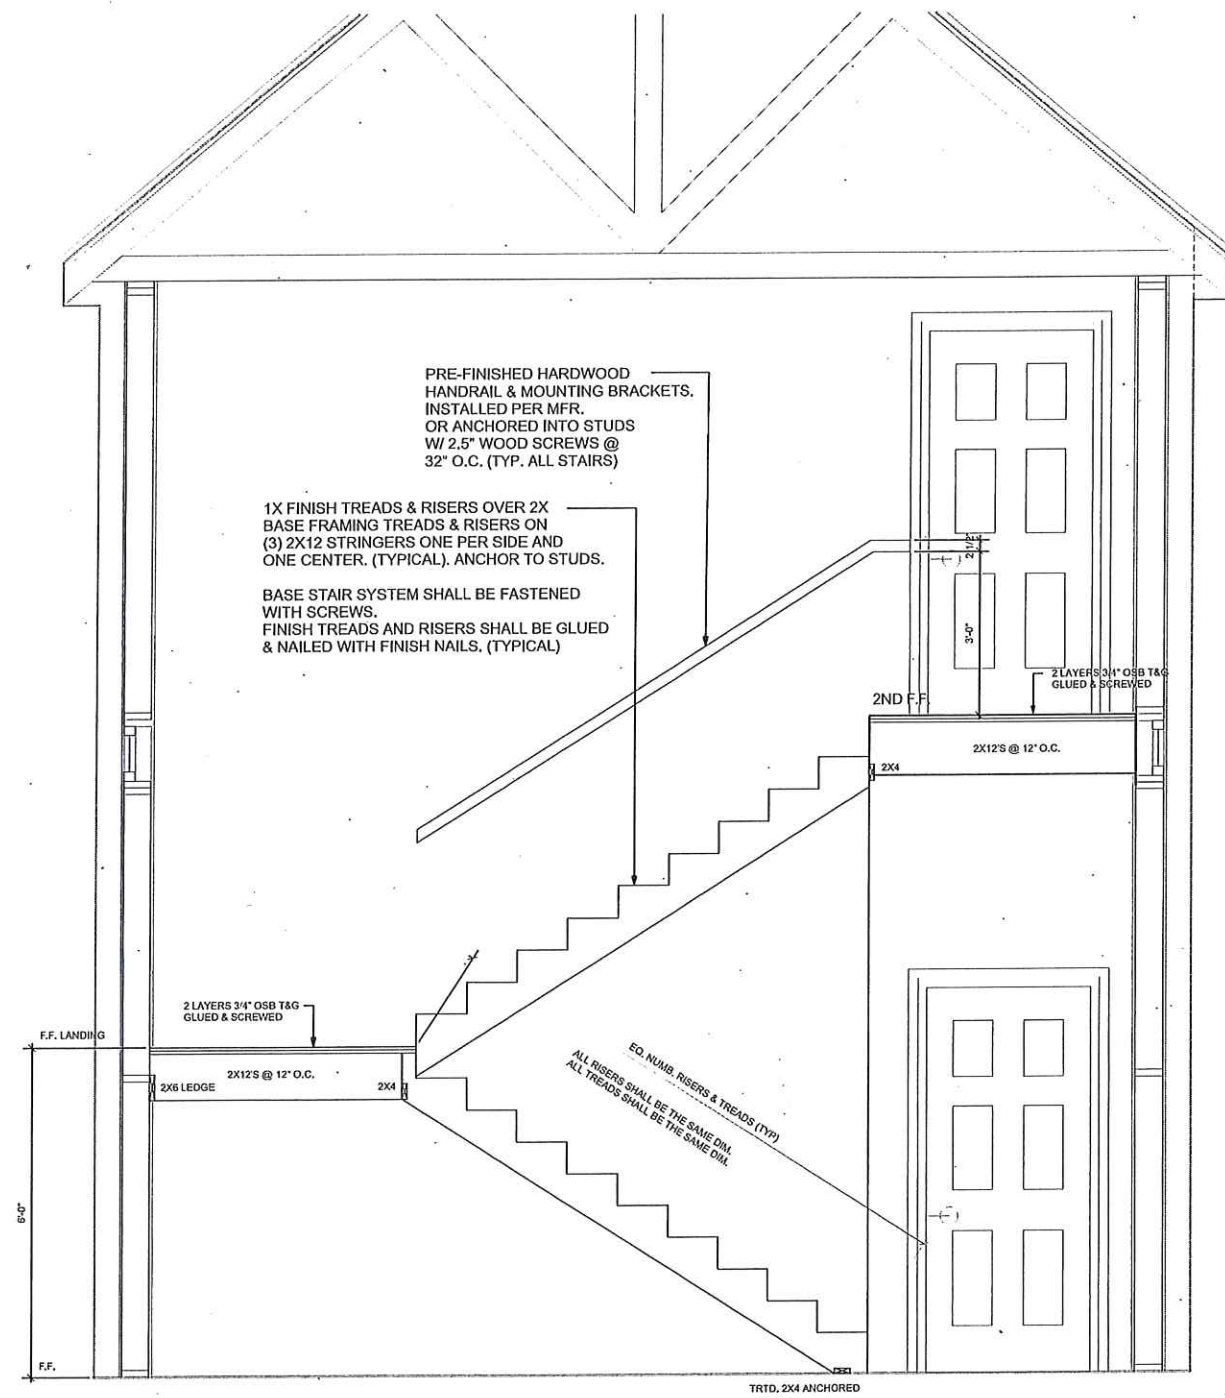 PRE-FINISHED HARDWOOD
HANDRAIL & MOUNTING BRACKETS.
INSTALLED PER MFR.
OR ANCHORED INTO STUDS
W/ 2.5" WOOD SCREWS @
32" O.C. (TYP. ALL STAIRS)
1X FINISH TREADS & RISERS OVER 2X
BASE FRAMING TREADS & RISERS ON
(3) 2X12 STRINGERS ONE PER SIDE AND
ONE CENTER. (TYPICAL). ANCHOR TO STUDS.
BASE STAIR SYSTEM SHALL BE FASTENED
WITH SCREWS.
FINISH TREADS AND RISERS SHALL BE GLUED
& NAILED WITH FINISH NAILS. (TYPICAL)
2 1/2"
3'-0"
2 LAYERS 3/4" OSB T&G
GLUED & SCREWED
2ND F.F.
2X12'S @ 12" O.C.
2X4
2 LAYERS 3/4" OSB T&G
GLUED & SCREWED
F.F. LANDING
2X12'S @ 12" O.C.
2X6 LEDGE
2X4
EQ. NUMB. RISERS & TREADS (TYP)
ALL RISERS SHALL BE THE SAME DIM.
ALL TREADS SHALL BE THE SAME DIM.
6'-0"
F.F.
TRTD. 2X4 ANCHORED